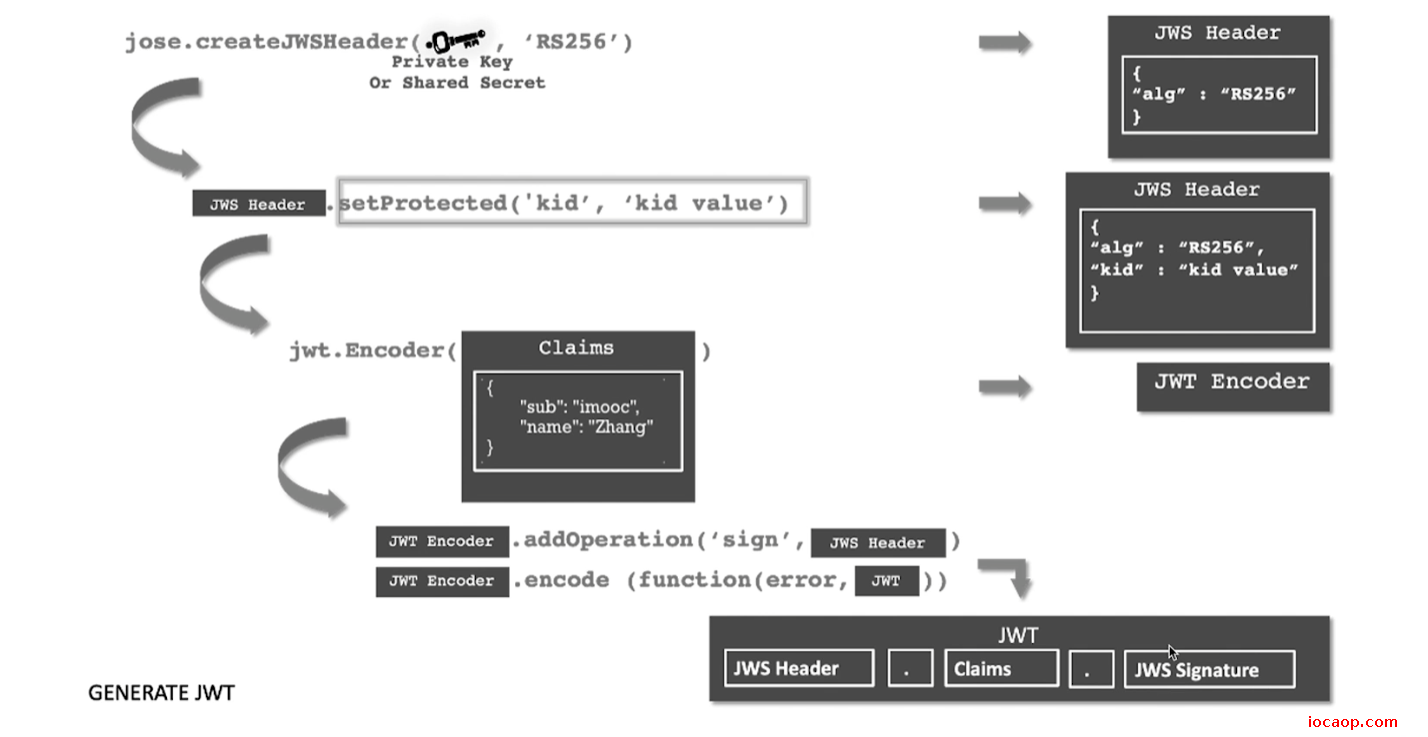 jose.createJWSHeader( , ‘RS256’)
Private Key
Or Shared Secret
JWS Header
{
“alg” : “RS256”
}
JWS Header .setProtected('kid’, ‘kid value’)
JWS Header
{
“alg” : “RS256”,
“kid” : “kid value”
}
jwt.Encoder( )
Claims
{
"sub": "imooc",
"name": "Zhang"
}
JWT Encoder
JWT Encoder .addOperation(‘sign’, JWS Header )
JWT Encoder .encode (function(error, JWT ))
JWT
JWS Header . Claims . JWS Signature
GENERATE JWT
iocaop.com